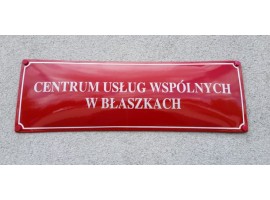 CENTRUM USŁUG WSPÓLNYCH
W BŁASZKACH